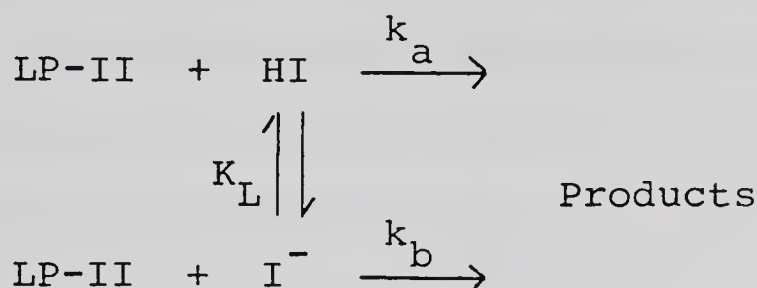 k_a
LP-II + HI ⟶
K_L
Products
k_b
LP-II + I⁻ ⟶